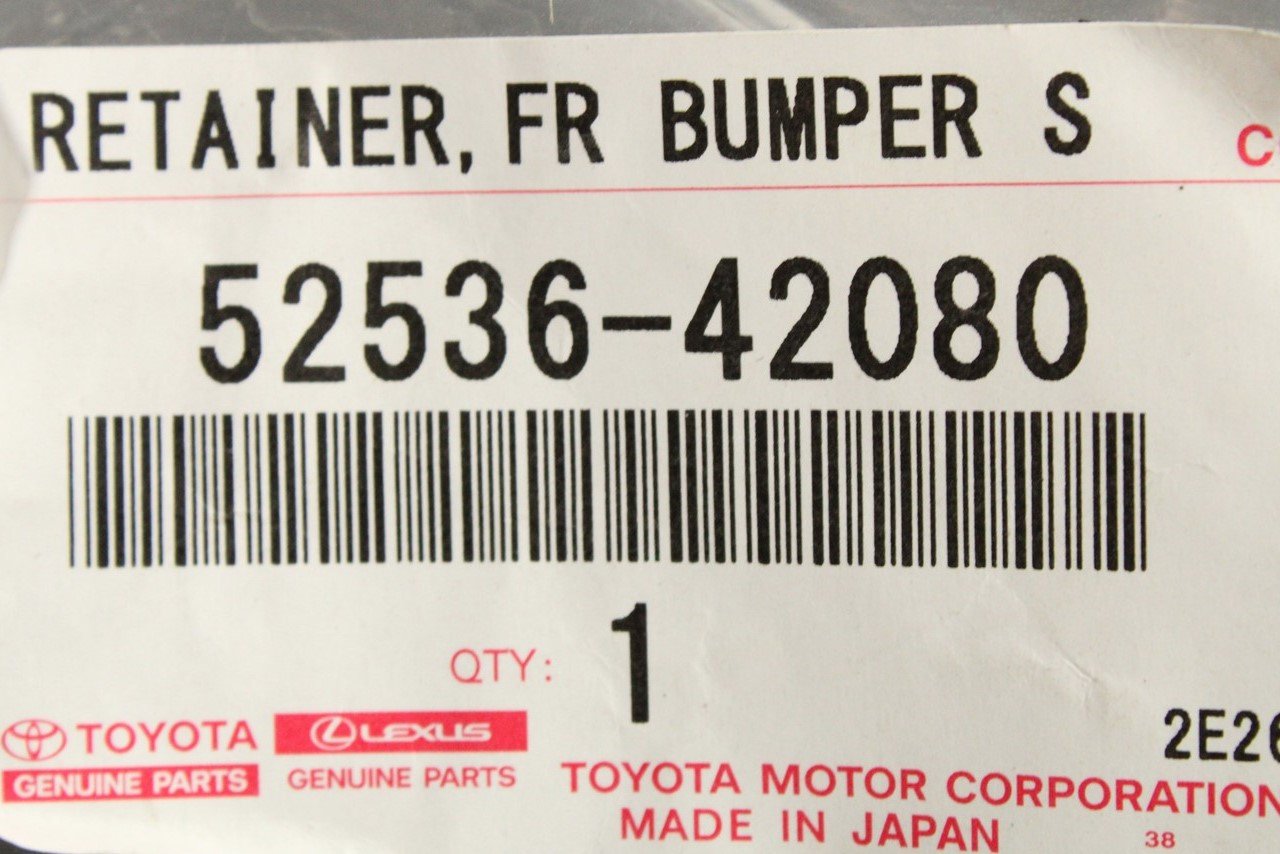 RETAINER, FR BUMPER S
52536-42080
QTY: 1
TOYOTA
GENUINE PARTS
LEXUS
GENUINE PARTS
2E26
TOYOTA MOTOR CORPORATION
MADE IN JAPAN
38